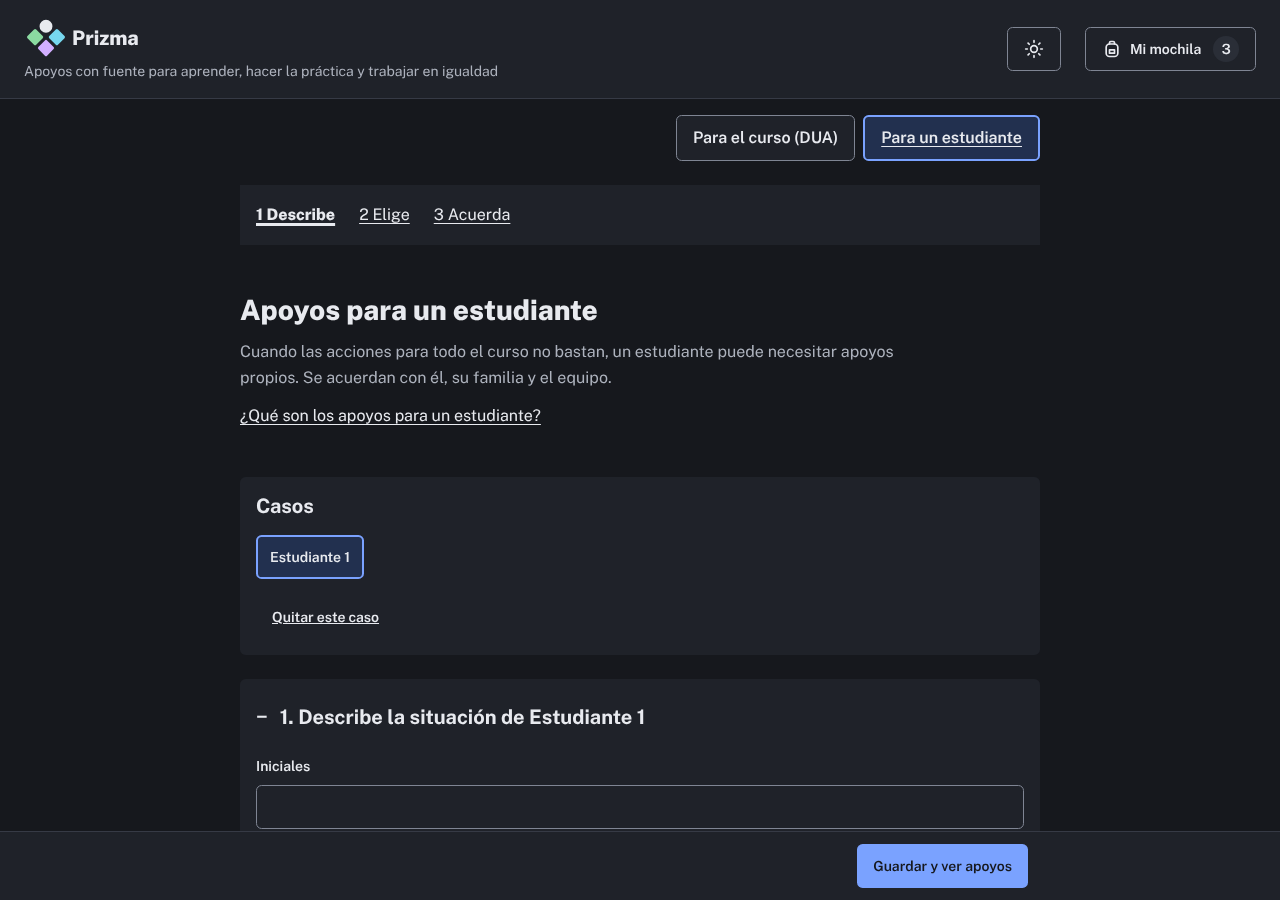 Prizma
Apoyos con fuente para aprender, hacer la práctica y trabajar en igualdad
Mi mochila 3
Para el curso (DUA)
Para un estudiante
1 Describe
2 Elige
3 Acuerda
Apoyos para un estudiante
Cuando las acciones para todo el curso no bastan, un estudiante puede necesitar apoyos
propios. Se acuerdan con él, su familia y el equipo.
¿Qué son los apoyos para un estudiante?
Casos
Estudiante 1
Quitar este caso
− 1. Describe la situación de Estudiante 1
Iniciales
Guardar y ver apoyos